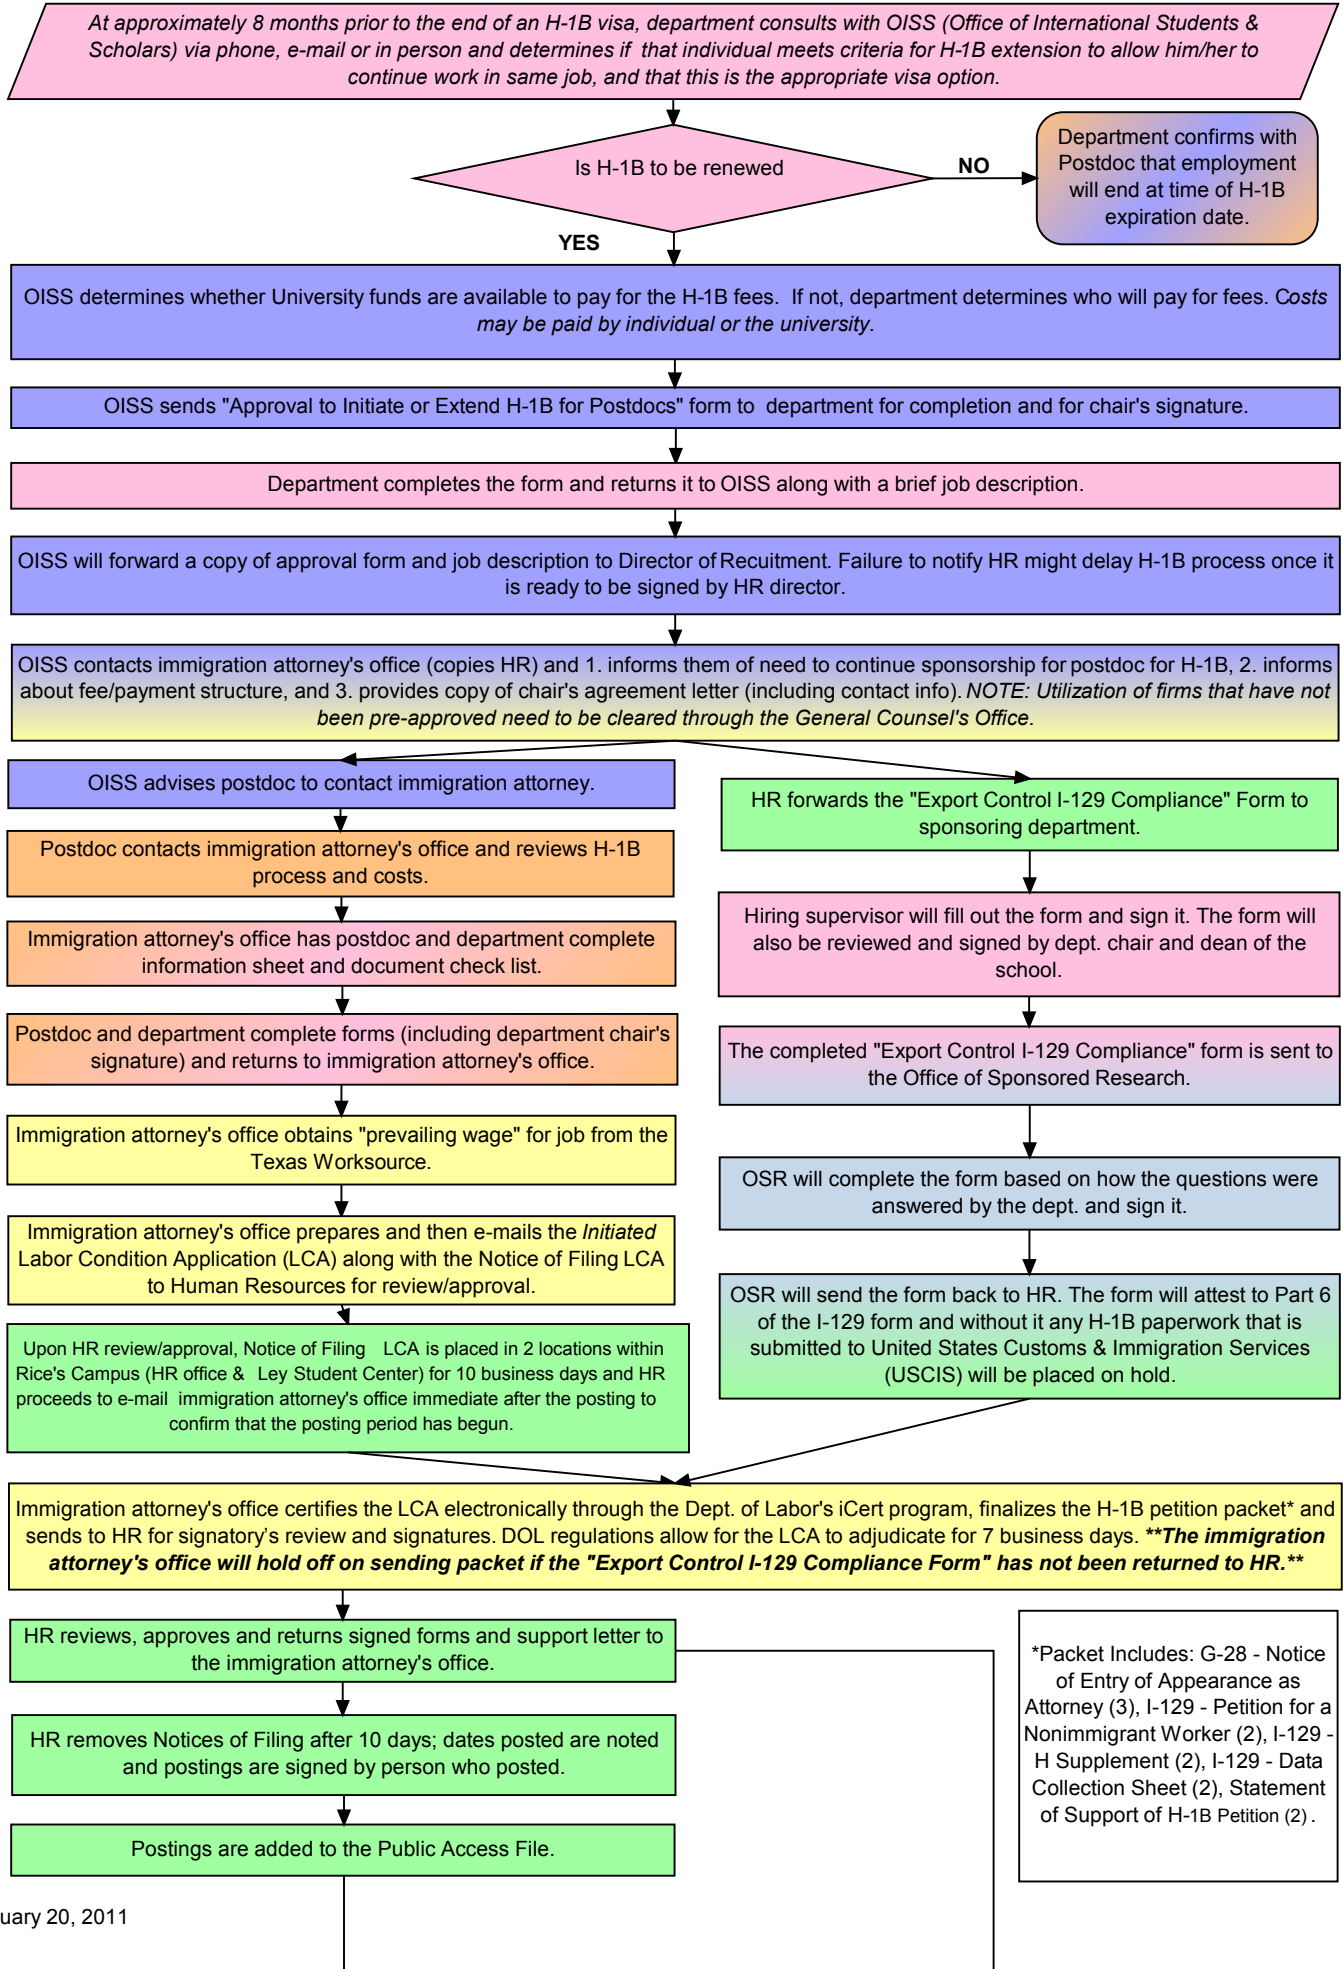 At approximately 8 months prior to the end of an H-1B visa, department consults with OISS (Office of International Students &
Scholars) via phone, e-mail or in person and determines if that individual meets criteria for H-1B extension to allow him/her to
continue work in same job, and that this is the appropriate visa option.
Is H-1B to be renewed
NO
Department confirms with
Postdoc that employment
will end at time of H-1B
expiration date.
YES
OISS determines whether University funds are available to pay for the H-1B fees. If not, department determines who will pay for fees. Costs
may be paid by individual or the university.
OISS sends "Approval to Initiate or Extend H-1B for Postdocs" form to department for completion and for chair's signature.
Department completes the form and returns it to OISS along with a brief job description.
OISS will forward a copy of approval form and job description to Director of Recuitment. Failure to notify HR might delay H-1B process once it
is ready to be signed by HR director.
OISS contacts immigration attorney's office (copies HR) and 1. informs them of need to continue sponsorship for postdoc for H-1B, 2. informs
about fee/payment structure, and 3. provides copy of chair's agreement letter (including contact info). NOTE: Utilization of firms that have not
been pre-approved need to be cleared through the General Counsel's Office.
OISS advises postdoc to contact immigration attorney.
Postdoc contacts immigration attorney's office and reviews H-1B
process and costs.
Immigration attorney's office has postdoc and department complete
information sheet and document check list.
Postdoc and department complete forms (including department chair's
signature) and returns to immigration attorney's office.
Immigration attorney's office obtains "prevailing wage" for job from the
Texas Worksource.
Immigration attorney's office prepares and then e-mails the Initiated
Labor Condition Application (LCA) along with the Notice of Filing LCA
to Human Resources for review/approval.
Upon HR review/approval, Notice of Filing LCA is placed in 2 locations within
Rice's Campus (HR office & Ley Student Center) for 10 business days and HR
proceeds to e-mail immigration attorney's office immediate after the posting to
confirm that the posting period has begun.
HR forwards the "Export Control I-129 Compliance" Form to
sponsoring department.
Hiring supervisor will fill out the form and sign it. The form will
also be reviewed and signed by dept. chair and dean of the
school.
The completed "Export Control I-129 Compliance" form is sent to
the Office of Sponsored Research.
OSR will complete the form based on how the questions were
answered by the dept. and sign it.
OSR will send the form back to HR. The form will attest to Part 6
of the I-129 form and without it any H-1B paperwork that is
submitted to United States Customs & Immigration Services
(USCIS) will be placed on hold.
Immigration attorney's office certifies the LCA electronically through the Dept. of Labor's iCert program, finalizes the H-1B petition packet* and
sends to HR for signatory's review and signatures. DOL regulations allow for the LCA to adjudicate for 7 business days. **The immigration
attorney's office will hold off on sending packet if the "Export Control I-129 Compliance Form" has not been returned to HR.**
HR reviews, approves and returns signed forms and support letter to
the immigration attorney's office.
HR removes Notices of Filing after 10 days; dates posted are noted
and postings are signed by person who posted.
Postings are added to the Public Access File.
*Packet Includes: G-28 - Notice
of Entry of Appearance as
Attorney (3), I-129 - Petition for a
Nonimmigrant Worker (2), I-129 -
H Supplement (2), I-129 - Data
Collection Sheet (2), Statement
of Support of H-1B Petition (2) .
uary 20, 2011